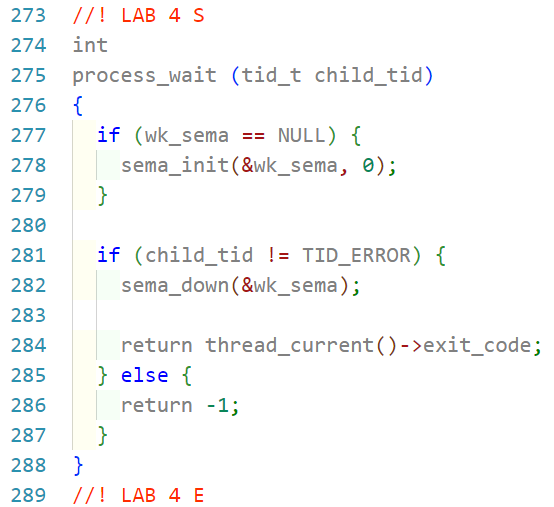 273 //! LAB 4 S
274 int
275 process_wait (tid_t child_tid)
276 {
277   if (wk_sema == NULL) {
278     sema_init(&wk_sema, 0);
279   }
280
281   if (child_tid != TID_ERROR) {
282     sema_down(&wk_sema);
283
284     return thread_current()->exit_code;
285   } else {
286     return -1;
287   }
288 }
289 //! LAB 4 E